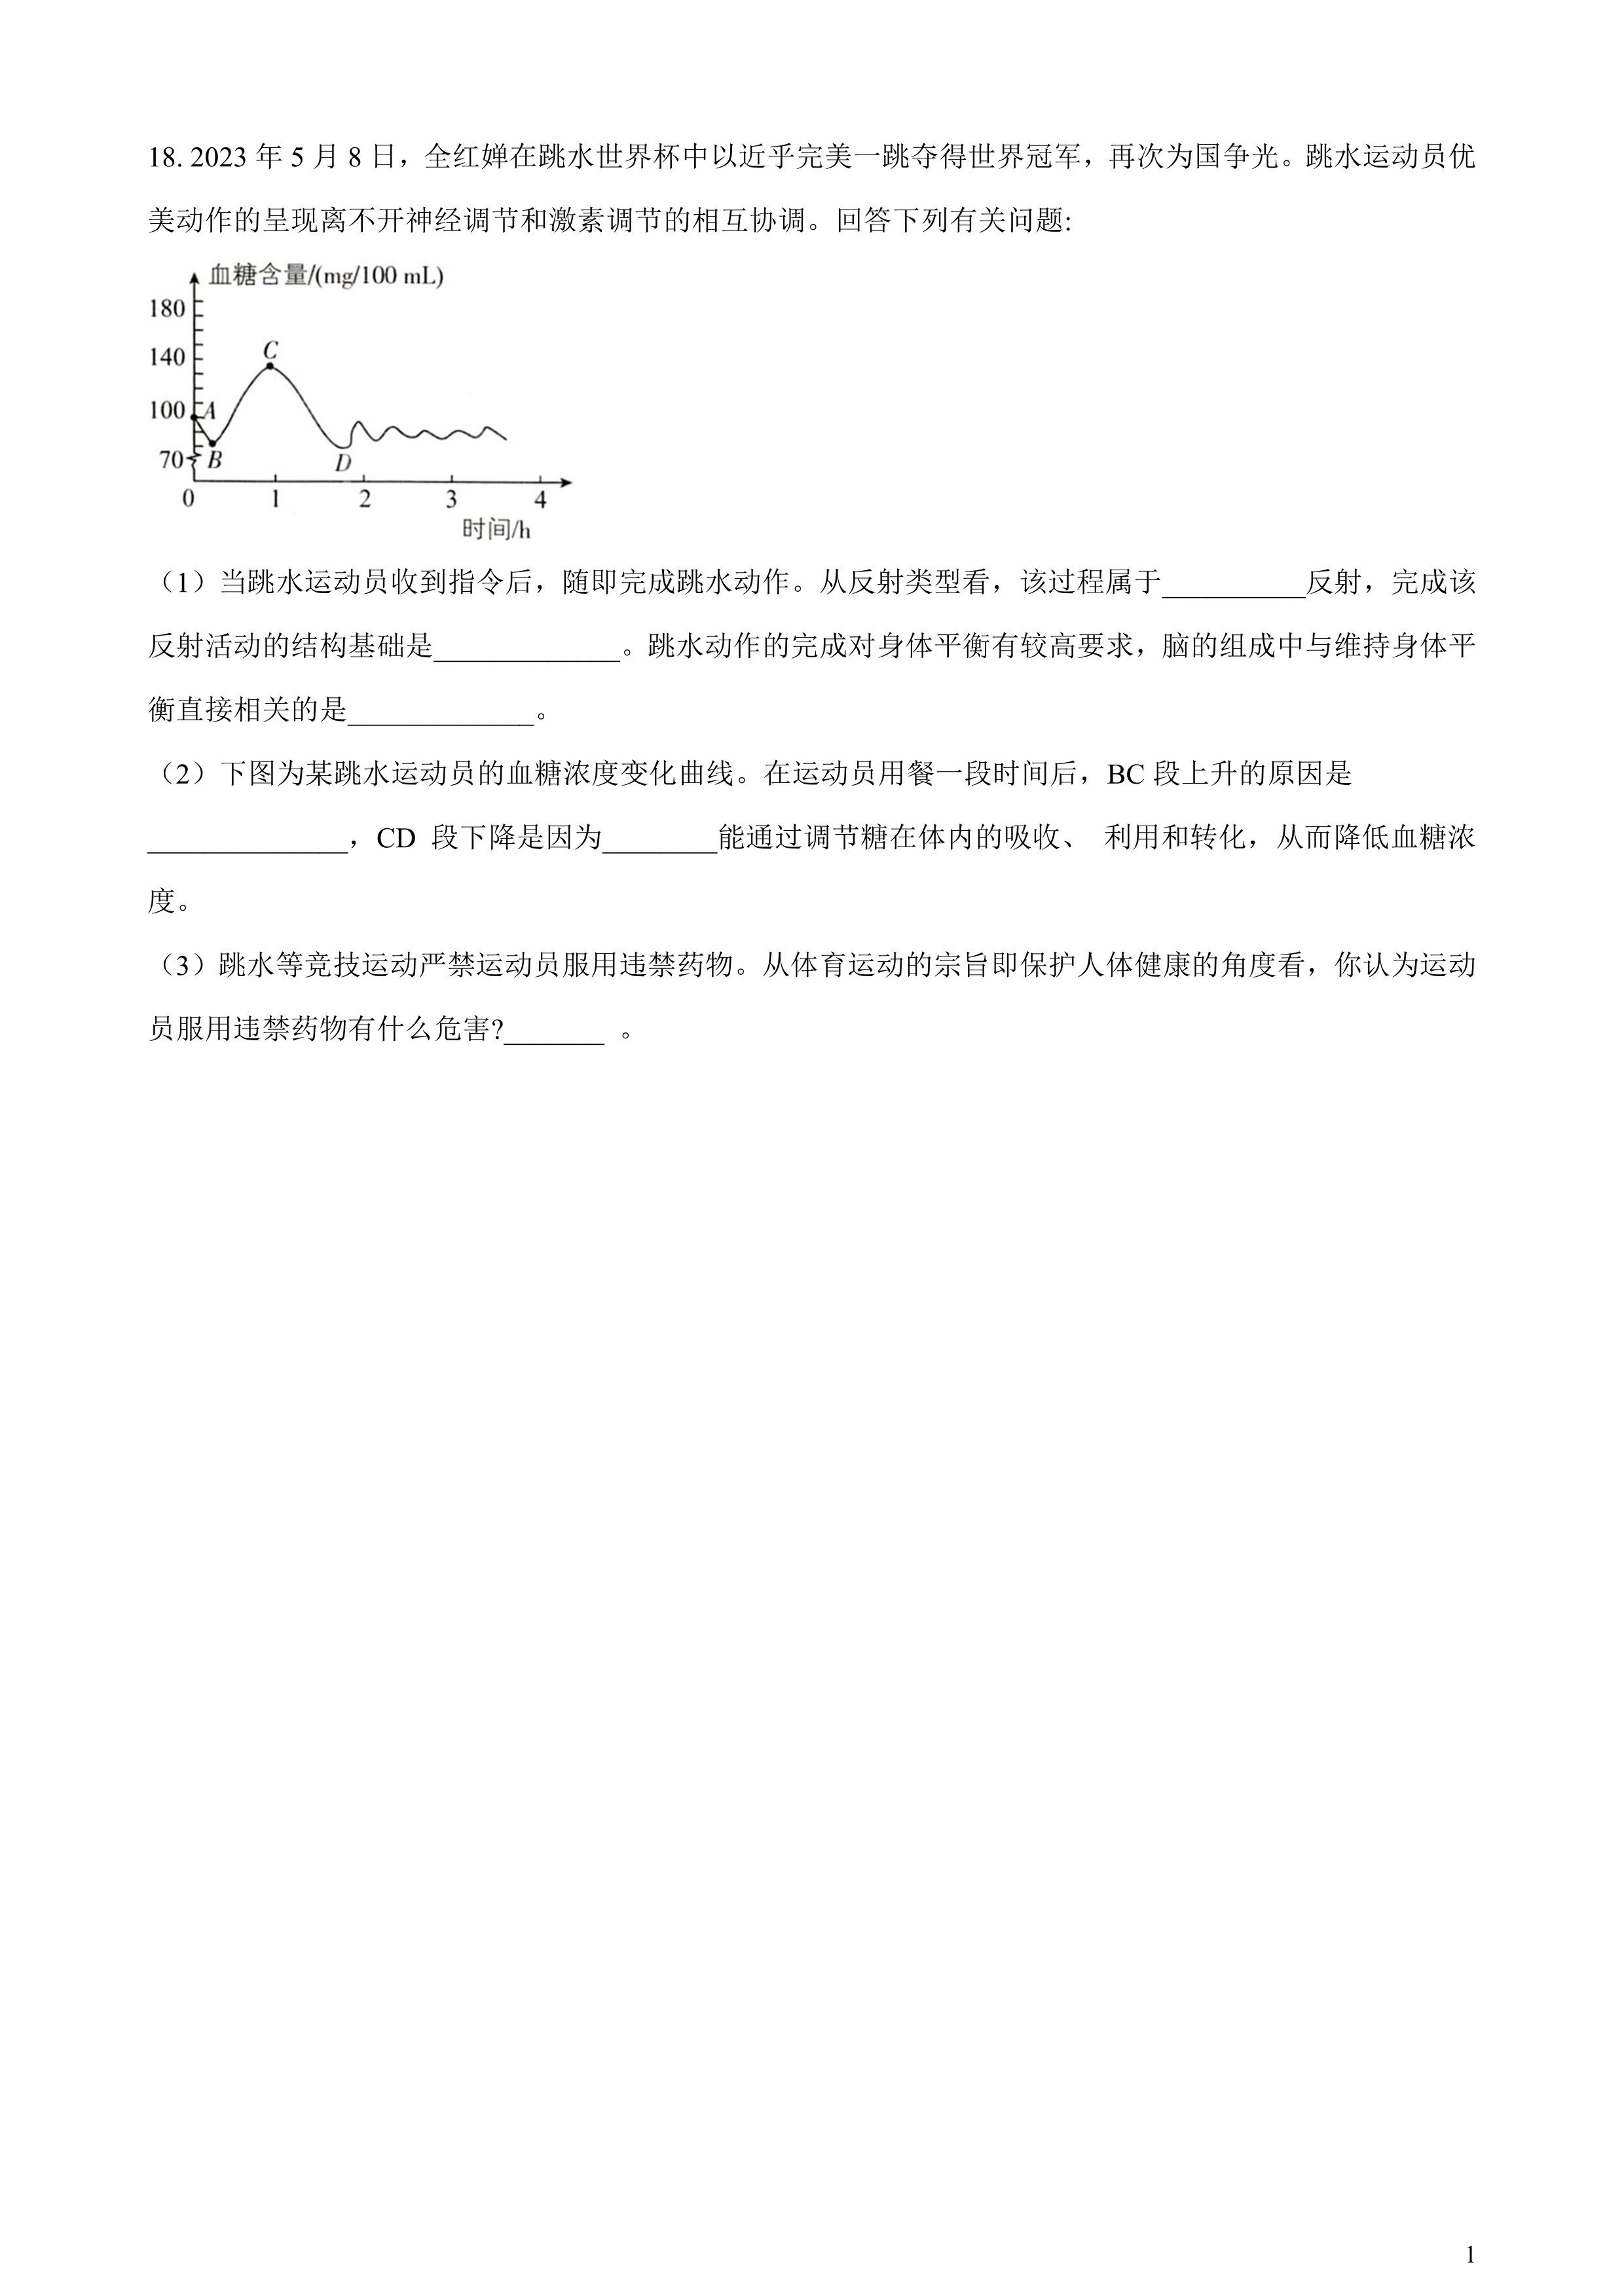 18. 2023 年 5 月 8 日，全红婵在跳水世界杯中以近乎完美一跳夺得世界冠军，再次为国争光。跳水运动员优
美动作的呈现离不开神经调节和激素调节的相互协调。回答下列有关问题:
血糖含量/(mg/100 mL)
180
140
C
100
A
70
B
D
0 1 2 3 4
时间/h
（1）当跳水运动员收到指令后，随即完成跳水动作。从反射类型看，该过程属于__________反射，完成该
反射活动的结构基础是_____________。跳水动作的完成对身体平衡有较高要求，脑的组成中与维持身体平
衡直接相关的是_____________。
（2）下图为某跳水运动员的血糖浓度变化曲线。在运动员用餐一段时间后，BC 段上升的原因是
______________，CD 段下降是因为________能通过调节糖在体内的吸收、 利用和转化，从而降低血糖浓
度。
（3）跳水等竞技运动严禁运动员服用违禁药物。从体育运动的宗旨即保护人体健康的角度看，你认为运动
员服用违禁药物有什么危害?_______ 。
1